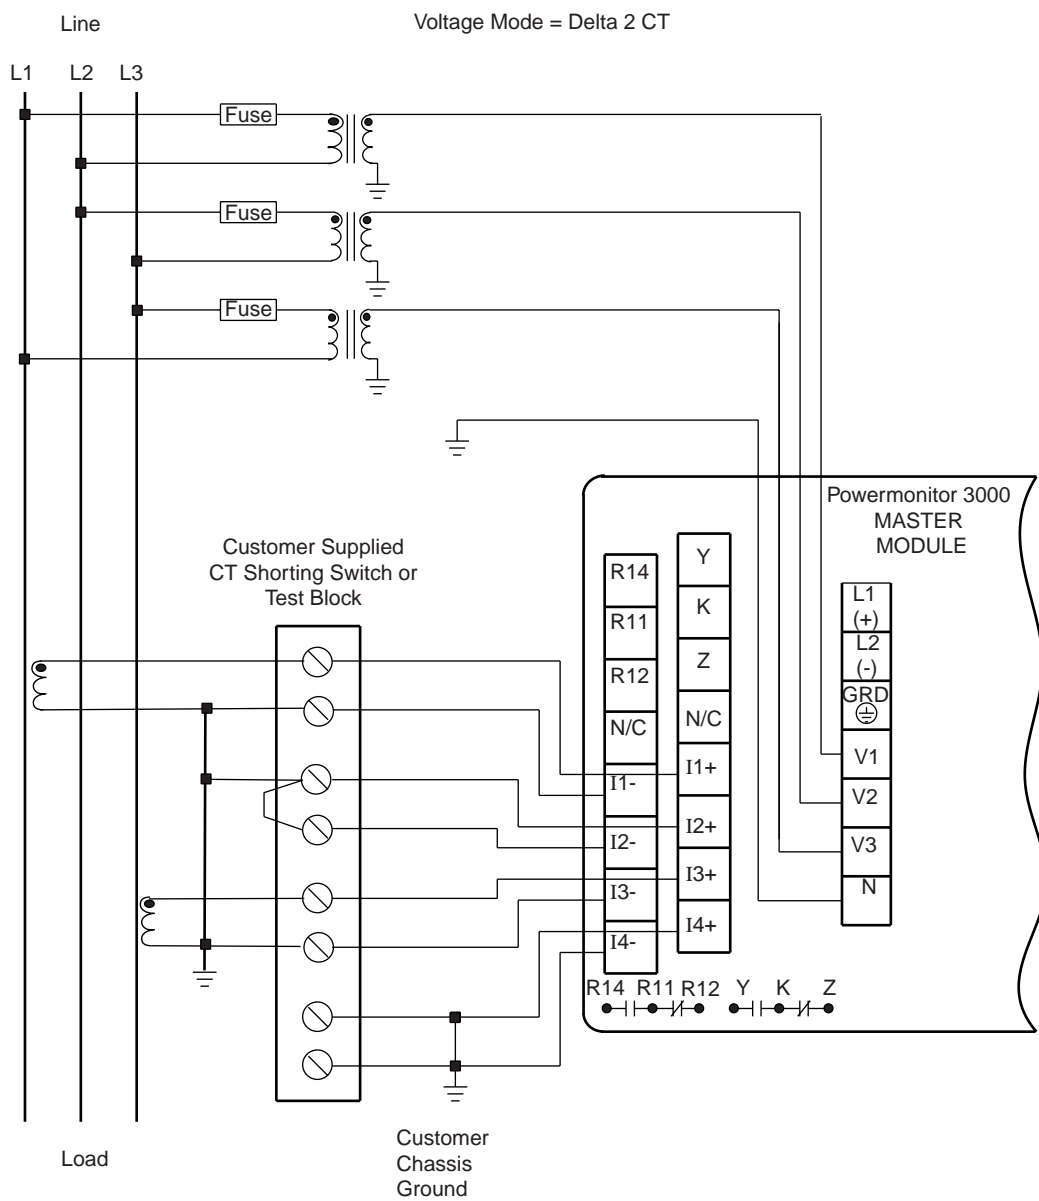 Line
Voltage Mode = Delta 2 CT
L1 L2 L3
Fuse
Fuse
Fuse
Powermonitor 3000
MASTER
MODULE
Customer Supplied
CT Shorting Switch or
Test Block
R14
R11
R12
N/C
I1-
I2-
I3-
I4-
Y
K
Z
N/C
I1+
I2+
I3+
I4+
L1
(+)
L2
(-)
GRD
V1
V2
V3
N
R14 R11 R12 Y K Z
Customer
Chassis
Ground
Load